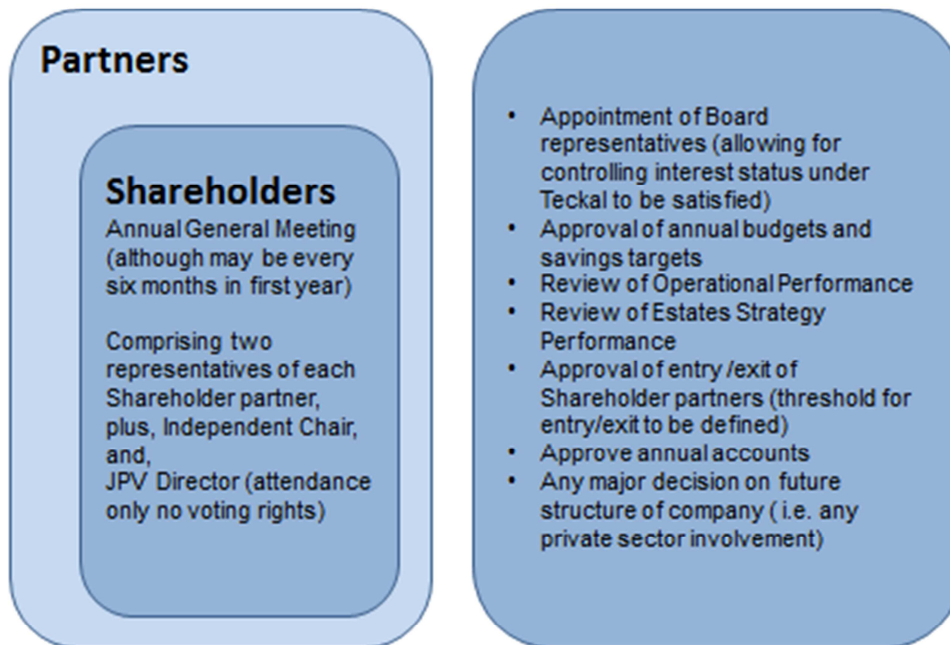 Partners
Shareholders
Annual General Meeting
(although may be every
six months in first year)
Comprising two
representatives of each
Shareholder partner,
plus, Independent Chair,
and,
JPV Director (attendance
only no voting rights)
• Appointment of Board
representatives (allowing for
controlling interest status under
Teckal to be satisfied)
• Approval of annual budgets and
savings targets
• Review of Operational Performance
• Review of Estates Strategy
Performance
• Approval of entry /exit of
Shareholder partners (threshold for
entry/exit to be defined)
• Approve annual accounts
• Any major decision on future
structure of company ( i.e. any
private sector involvement)